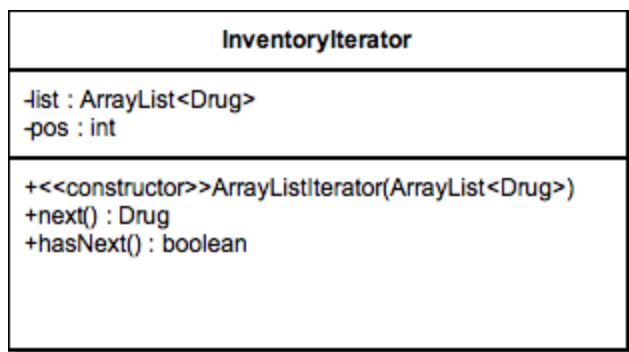 InventoryIterator
-list : ArrayList<Drug>
-pos : int
+<<constructor>>ArrayListIterator(ArrayList<Drug>)
+next() : Drug
+hasNext() : boolean